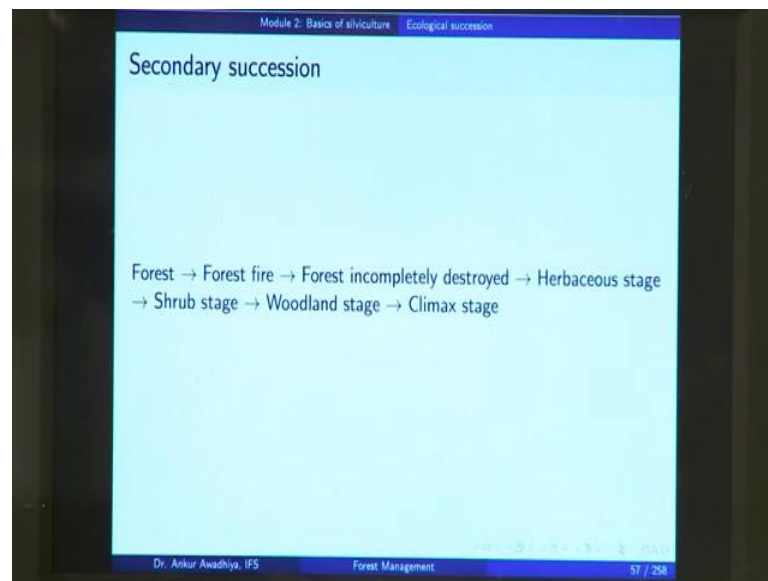 Module 2: Basics of silviculture Ecological succession
Secondary succession
Forest → Forest fire → Forest incompletely destroyed → Herbaceous stage
→ Shrub stage → Woodland stage → Climax stage
Dr. Ankur Awadhiya, IFS Forest Management 57 / 258